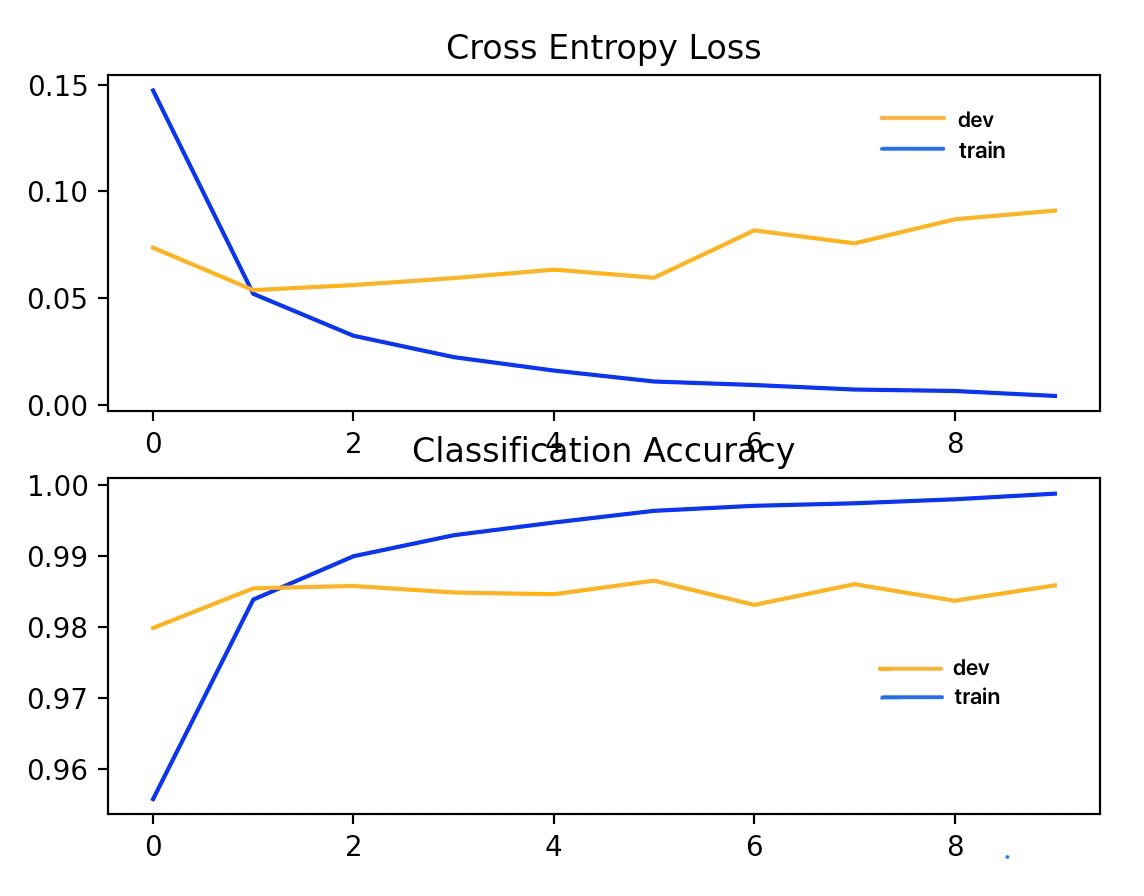 Cross Entropy Loss
0.15
dev
train
0.10
0.05
0.00
0 2 4 6 8
Classification Accuracy
1.00
0.99
0.98
dev
0.97
train
0.96
0 2 4 6 8